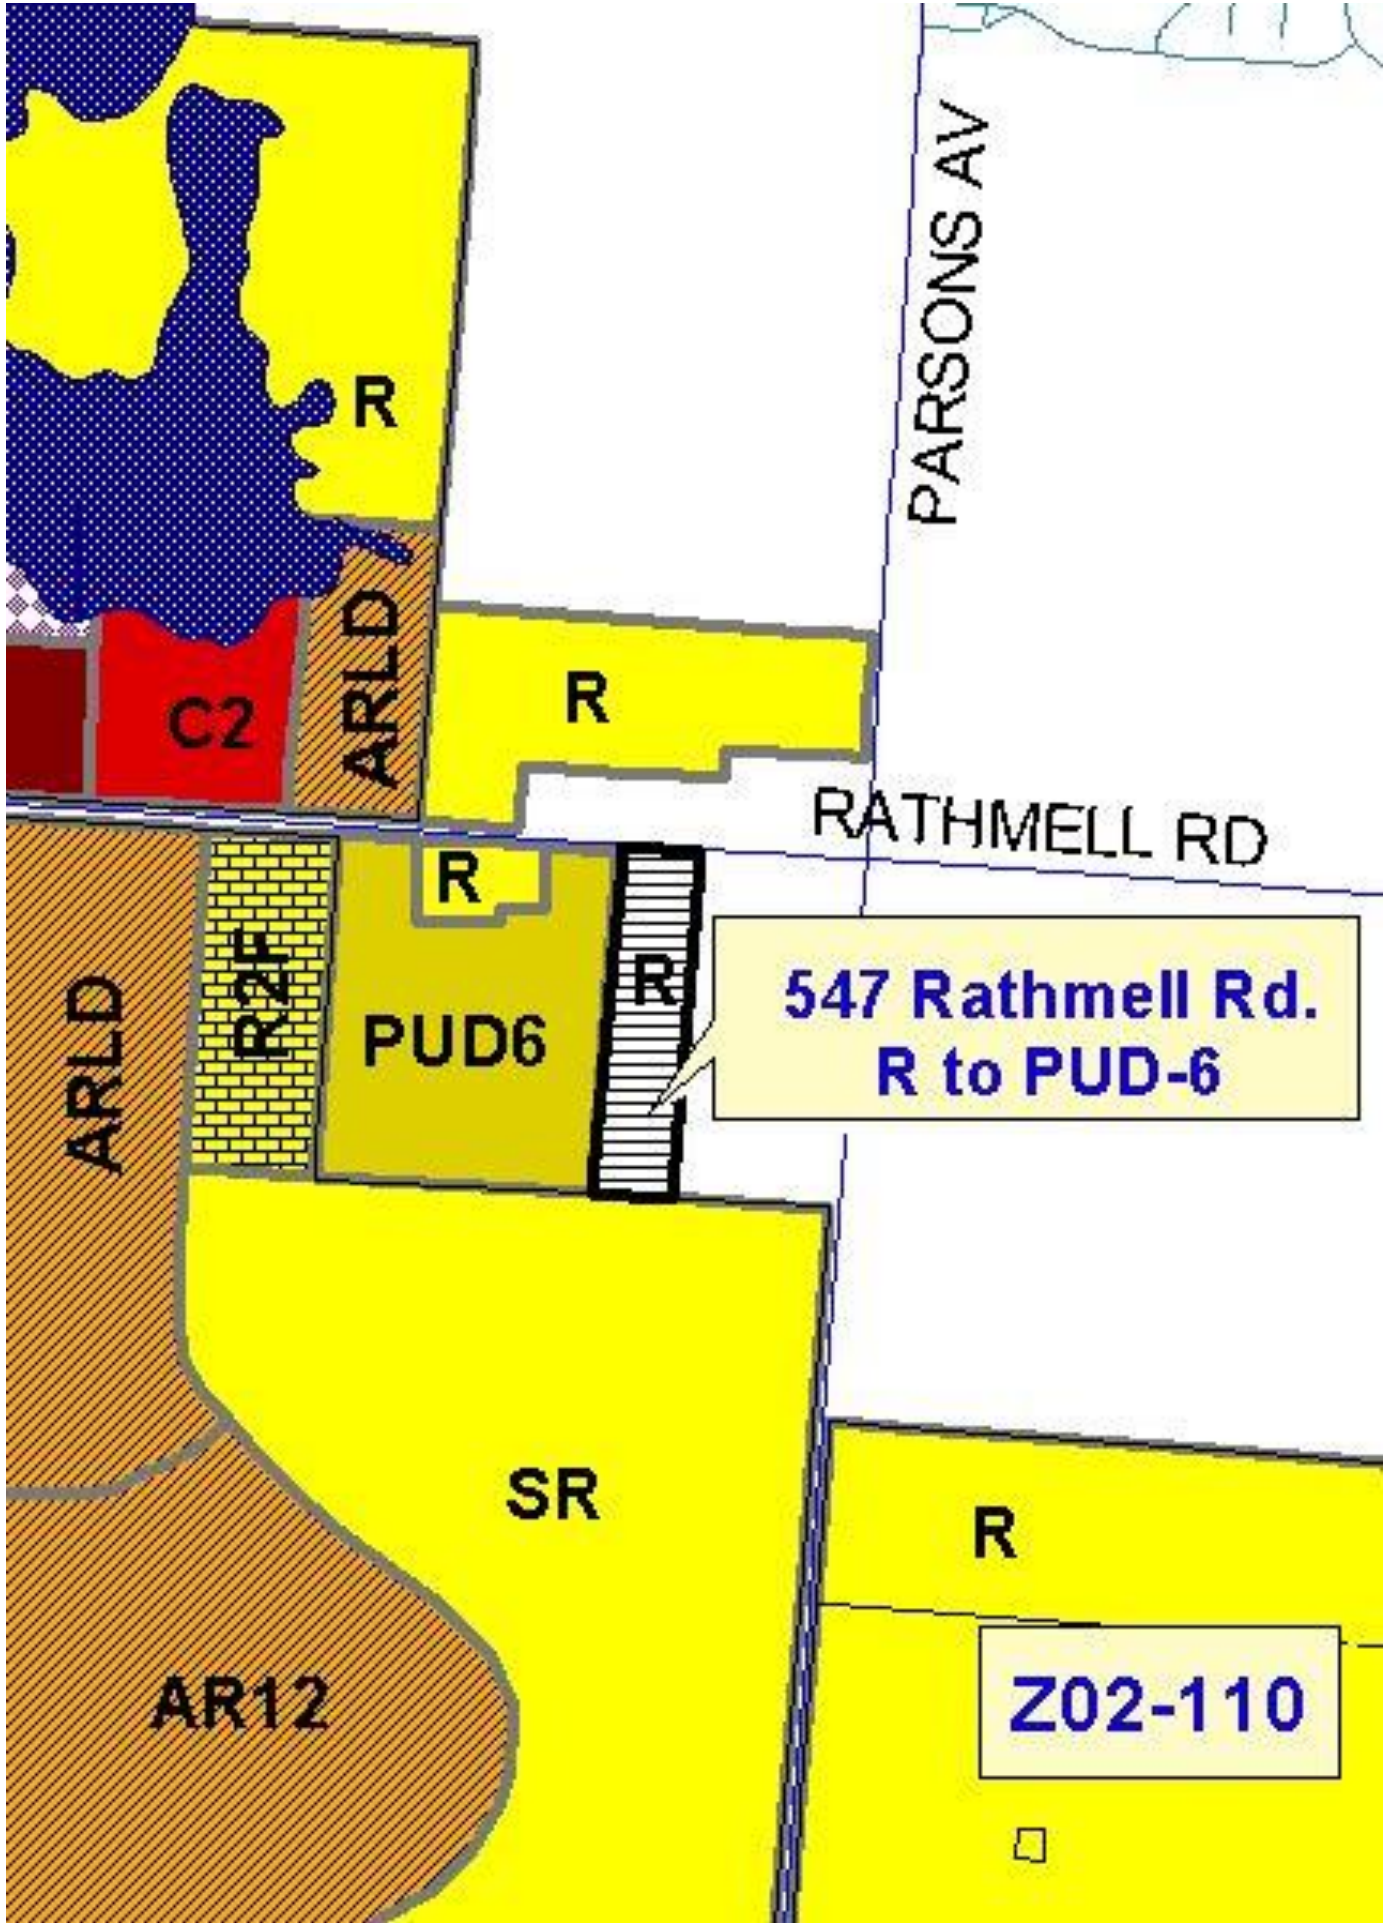 PARSONS AV
R
ARLD
C2
R
RATHMELL RD
R
R2F
ARLD
PUD6
R
547 Rathmell Rd.
R to PUD-6
SR
R
AR12
Z02-110